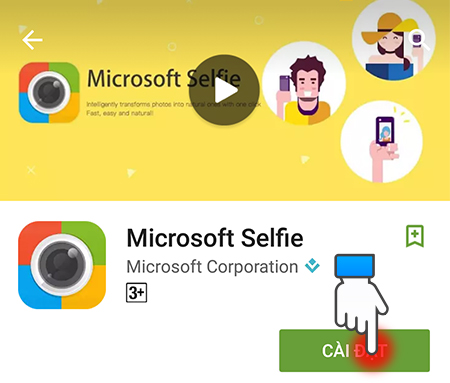 Microsoft Selfie
Intelligently transforms photos into natural ones with one click
Fast, easy and natural!
Microsoft Selfie
Microsoft Corporation
3+
CÀI ĐẶT